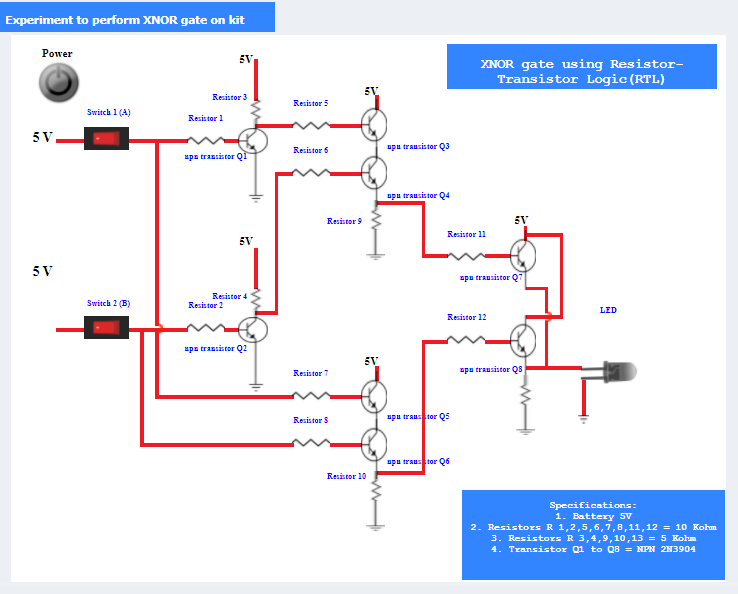 Experiment to perform XNOR gate on kit
Power
XNOR gate using Resistor-
Transistor Logic(RTL)
5V
5V
Resistor 3
Resistor 5
Switch 1 (A)
Resistor 1
5 V
npn transistor Q1
Resistor 6
npn transistor Q3
npn transistor Q4
Resistor 9
5V
Resistor 11
5V
5 V
npn transistor Q7
Switch 2 (B)
Resistor 4
Resistor 2
LED
Resistor 12
npn transistor Q2
5V
Resistor 7
npn transistor Q8
npn transistor Q5
Resistor 8
npn transistor Q6
Resistor 10
Specifications:
1. Battery 5V
2. Resistors R 1,2,5,6,7,8,11,12 = 10 Kohm
3. Resistors R 3,4,9,10,13 = 5 Kohm
4. Transistor Q1 to Q8 = NPN 2N3904